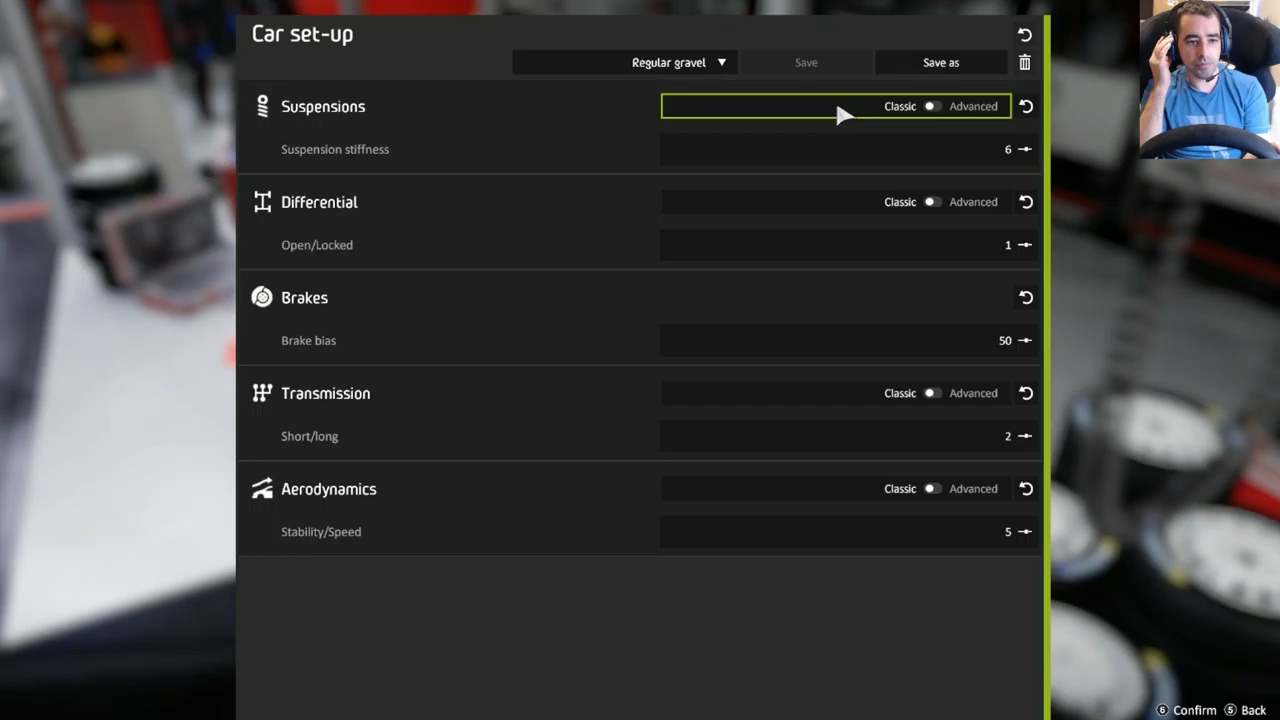 Car set-up
Regular gravel Save Save as
Suspensions Classic Advanced
Suspension stiffness 6
Differential Classic Advanced
Open/Locked 1
Brakes
Brake bias 50
Transmission Classic Advanced
Short/long 2
Aerodynamics Classic Advanced
Stability/Speed 5
6 Confirm 5 Back